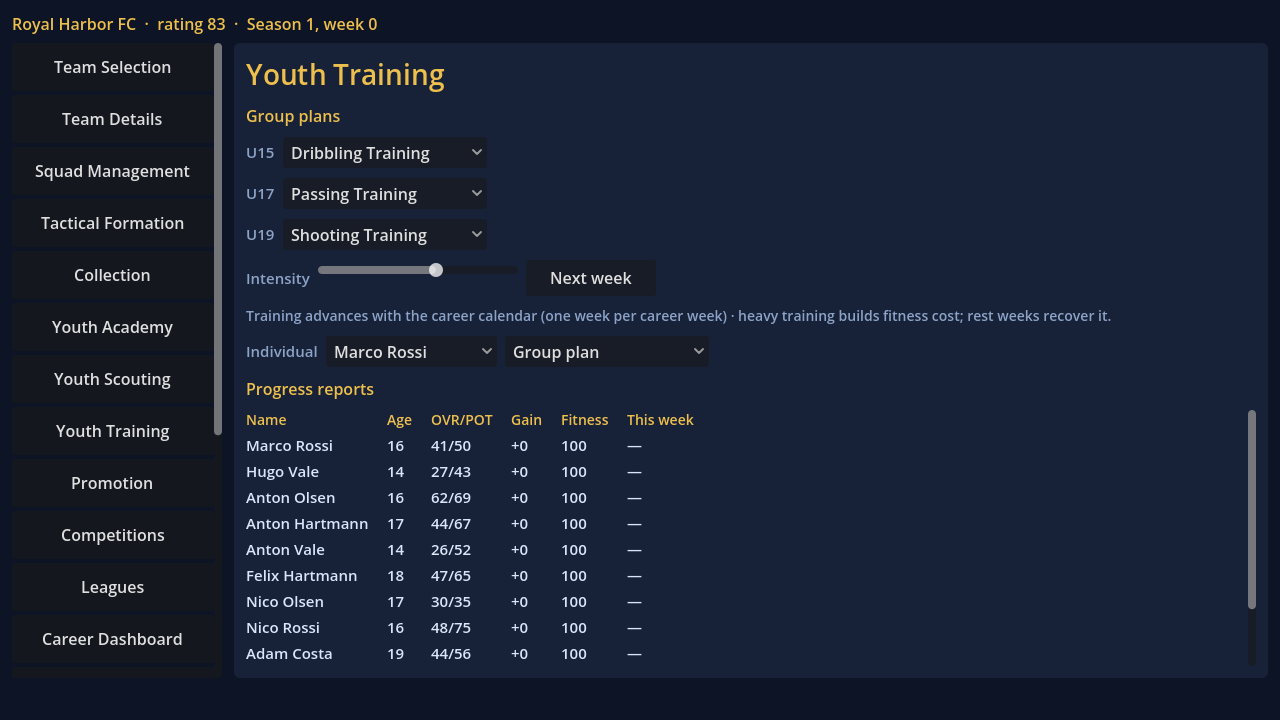 Royal Harbor FC · rating 83 · Season 1, week 0
Team Selection
Team Details
Squad Management
Tactical Formation
Collection
Youth Academy
Youth Scouting
Youth Training
Promotion
Competitions
Leagues
Career Dashboard
Youth Training
Group plans
U15 Dribbling Training
U17 Passing Training
U19 Shooting Training
Intensity Next week
Training advances with the career calendar (one week per career week) · heavy training builds fitness cost; rest weeks recover it.
Individual Marco Rossi Group plan
Progress reports
Name Age OVR/POT Gain Fitness This week
Marco Rossi 16 41/50 +0 100 —
Hugo Vale 14 27/43 +0 100 —
Anton Olsen 16 62/69 +0 100 —
Anton Hartmann 17 44/67 +0 100 —
Anton Vale 14 26/52 +0 100 —
Felix Hartmann 18 47/65 +0 100 —
Nico Olsen 17 30/35 +0 100 —
Nico Rossi 16 48/75 +0 100 —
Adam Costa 19 44/56 +0 100 —